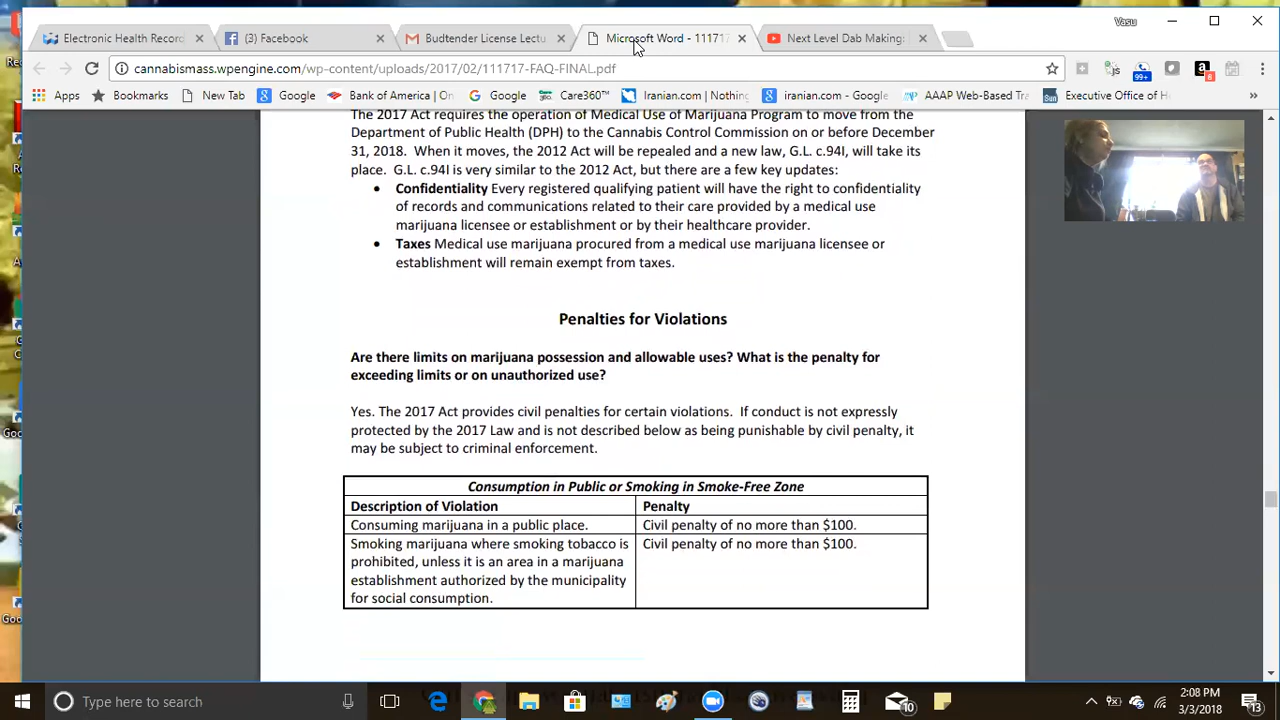 Vasu
Electronic Health Record
(3) Facebook
Budtender License Lectu
Microsoft Word - 111717
Next Level Dab Making:
cannabismass.wpengine.com/wp-content/uploads/2017/02/111717-FAQ-FINAL.pdf
99+
8
Apps
Bookmarks
New Tab
Google
Bank of America | On
Google
Care360™
Iranian.com | Nothing
iranian.com - Google
AAAP Web-Based Tra
Executive Office of H
»
The 2017 Act requires the operation of Medical Use of Marijuana Program to move from the
Department of Public Health (DPH) to the Cannabis Control Commission on or before December
31, 2018. When it moves, the 2012 Act will be repealed and a new law, G.L. c.94I, will take its
place. G.L. c.94I is very similar to the 2012 Act, but there are a few key updates:
• Confidentiality Every registered qualifying patient will have the right to confidentiality
of records and communications related to their care provided by a medical use
marijuana licensee or establishment or by their healthcare provider.
• Taxes Medical use marijuana procured from a medical use marijuana licensee or
establishment will remain exempt from taxes.
Penalties for Violations
Are there limits on marijuana possession and allowable uses? What is the penalty for
exceeding limits or on unauthorized use?
Yes. The 2017 Act provides civil penalties for certain violations. If conduct is not expressly
protected by the 2017 Law and is not described below as being punishable by civil penalty, it
may be subject to criminal enforcement.
Consumption in Public or Smoking in Smoke-Free Zone
Description of Violation
Penalty
Consuming marijuana in a public place.
Civil penalty of no more than $100.
Smoking marijuana where smoking tobacco is
Civil penalty of no more than $100.
prohibited, unless it is an area in a marijuana
establishment authorized by the municipality
for social consumption.
Type here to search
10
2:08 PM
3/3/2018
13